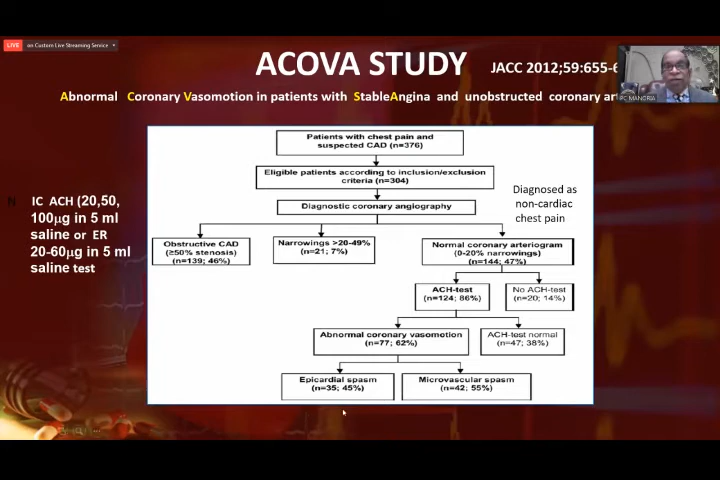 LIVE on Custom Live Streaming Service
ACOVA STUDY
JACC 2012;59:655-6
PC MANORIA
Abnormal Coronary Vasomotion in patients with StableAngina and unobstructed coronary ar
Patients with chest pain and
suspected CAD (n=376)
Eligible patients according to inclusion/exclusion
criteria (n=304)
Diagnostic coronary angiography
Diagnosed as
non-cardiac
chest pain
N IC ACH (20,50,
100µg in 5 ml
saline or ER
20-60µg in 5 ml
saline test
Obstructive CAD
(≥50% stenosis)
n=139; 46%)
Narrowings >20-49%
(n=21; 7%)
Normal coronary arteriogram
(0-20% narrowings)
(n=144; 47%)
ACH-test
(n=124; 86%)
No ACH-test
(n=20; 14%)
Abnormal coronary vasomotion
(n=77; 62%)
ACH-test normal
(n=47; 38%)
Epicardial spasm
(n=35; 45%)
Microvascular spasm
(n=42; 55%)